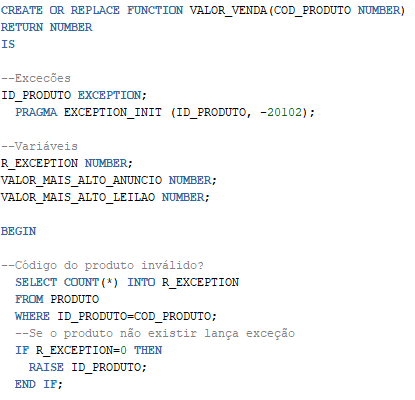 CREATE OR REPLACE FUNCTION VALOR_VENDA(COD_PRODUTO NUMBER)
RETURN NUMBER
IS
--Excecões
ID_PRODUTO EXCEPTION;
PRAGMA EXCEPTION_INIT (ID_PRODUTO, -20102);
--Variáveis
R_EXCEPTION NUMBER;
VALOR_MAIS_ALTO_ANUNCIO NUMBER;
VALOR_MAIS_ALTO_LEILAO NUMBER;
BEGIN
--Código do produto inválido?
SELECT COUNT(*) INTO R_EXCEPTION
FROM PRODUTO
WHERE ID_PRODUTO=COD_PRODUTO;
--Se o produto não existir lança exceção
IF R_EXCEPTION=0 THEN
RAISE ID_PRODUTO;
END IF;